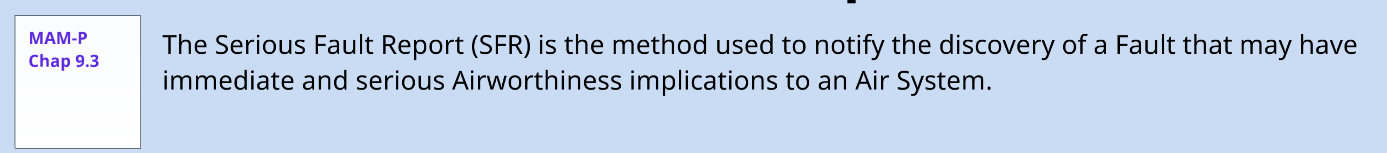 MAM-P
Chap 9.3
The Serious Fault Report (SFR) is the method used to notify the discovery of a Fault that may have
immediate and serious Airworthiness implications to an Air System.